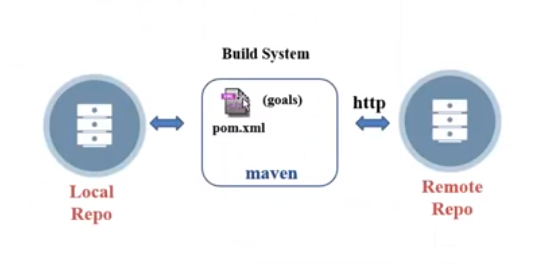 Build System
(goals)
http
pom.xml
maven
Local
Repo
Remote
Repo